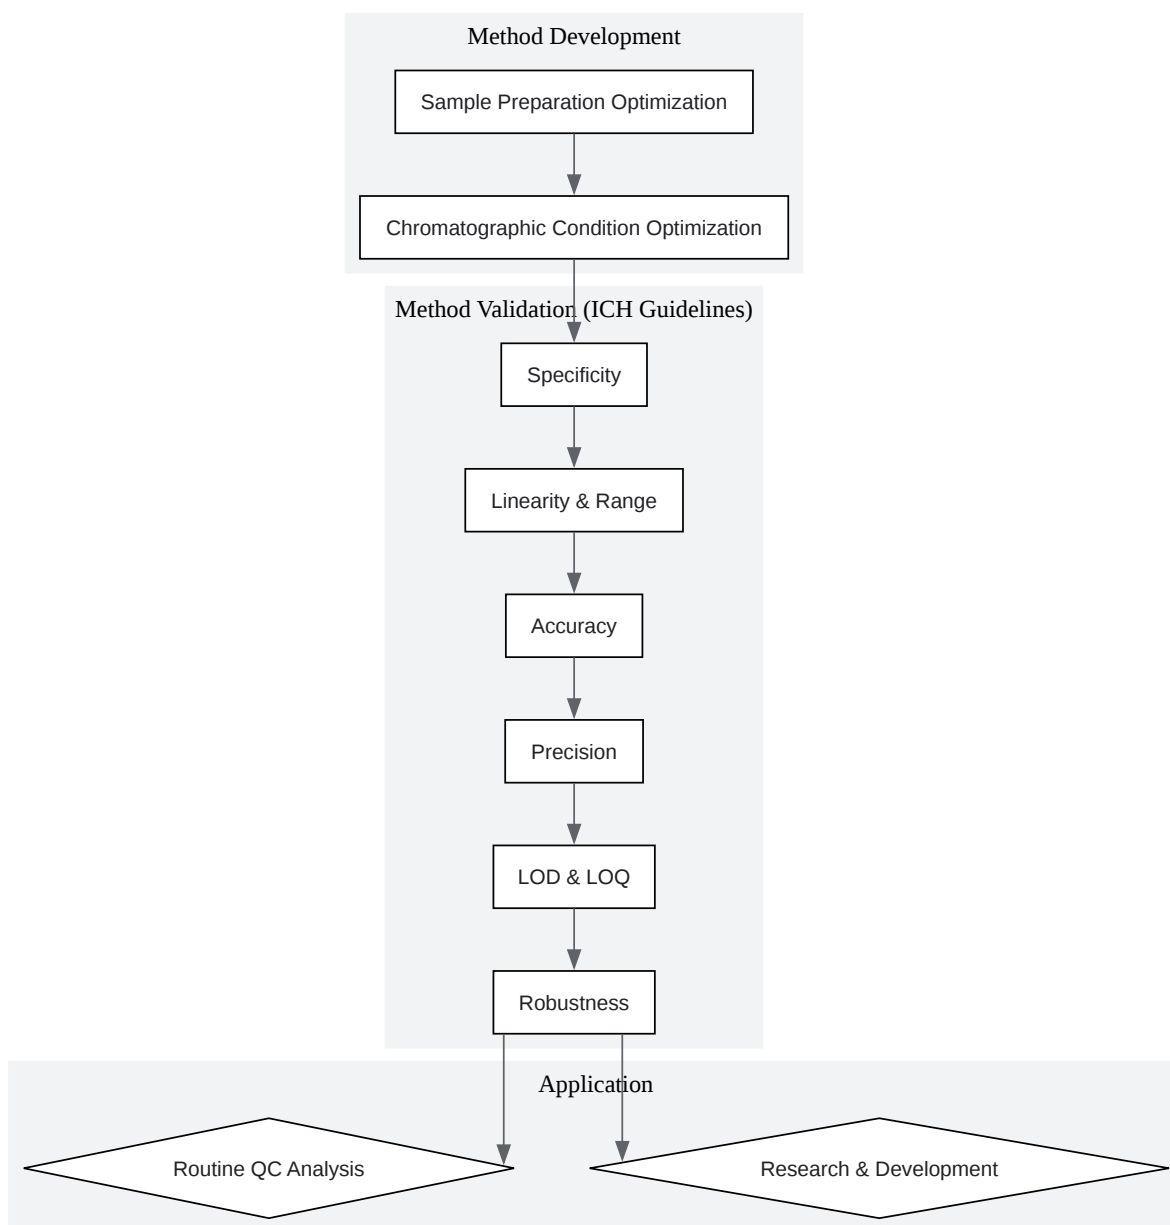 Method Development
Sample Preparation Optimization
Chromatographic Condition Optimization
Method Validation (ICH Guidelines)
Specificity
Linearity & Range
Accuracy
Precision
LOD & LOQ
Robustness
Application
Routine QC Analysis
Research & Development